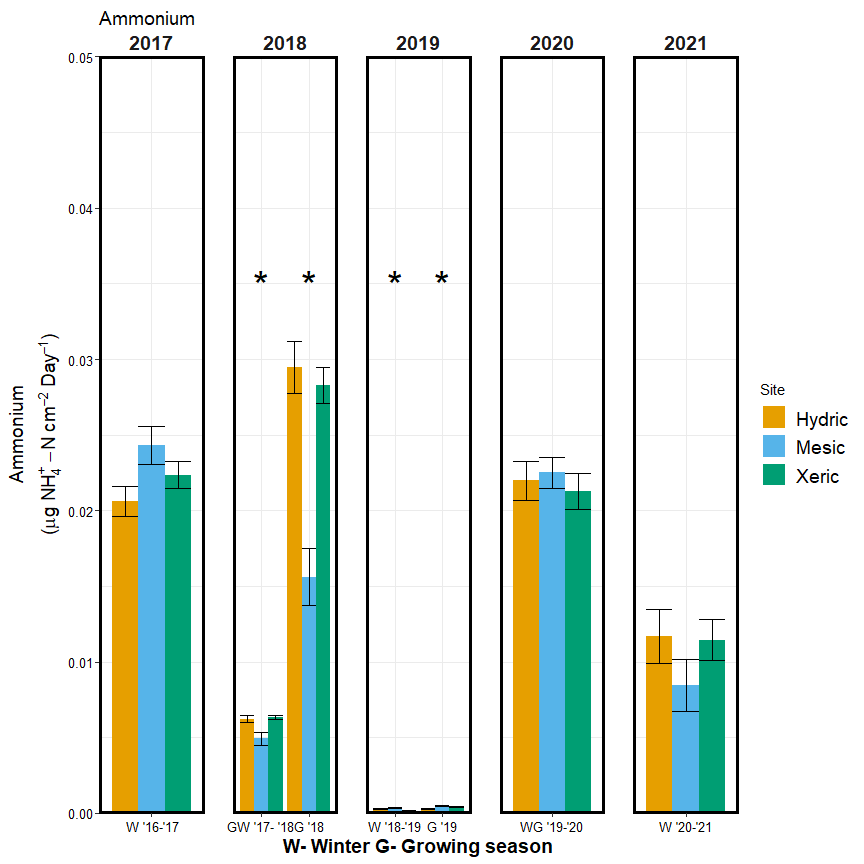 Ammonium
2017 2018 2019 2020 2021
0.05
0.04
0.03
0.02
0.01
0.00
Ammonium
(μg NH₄⁺ – N cm⁻² Day⁻¹)
* * * *
Site
Hydric
Mesic
Xeric
W '16-'17 GW '17- '18 G '18 W '18-'19 G '19 WG '19-'20 W '20-'21
W- Winter G- Growing season